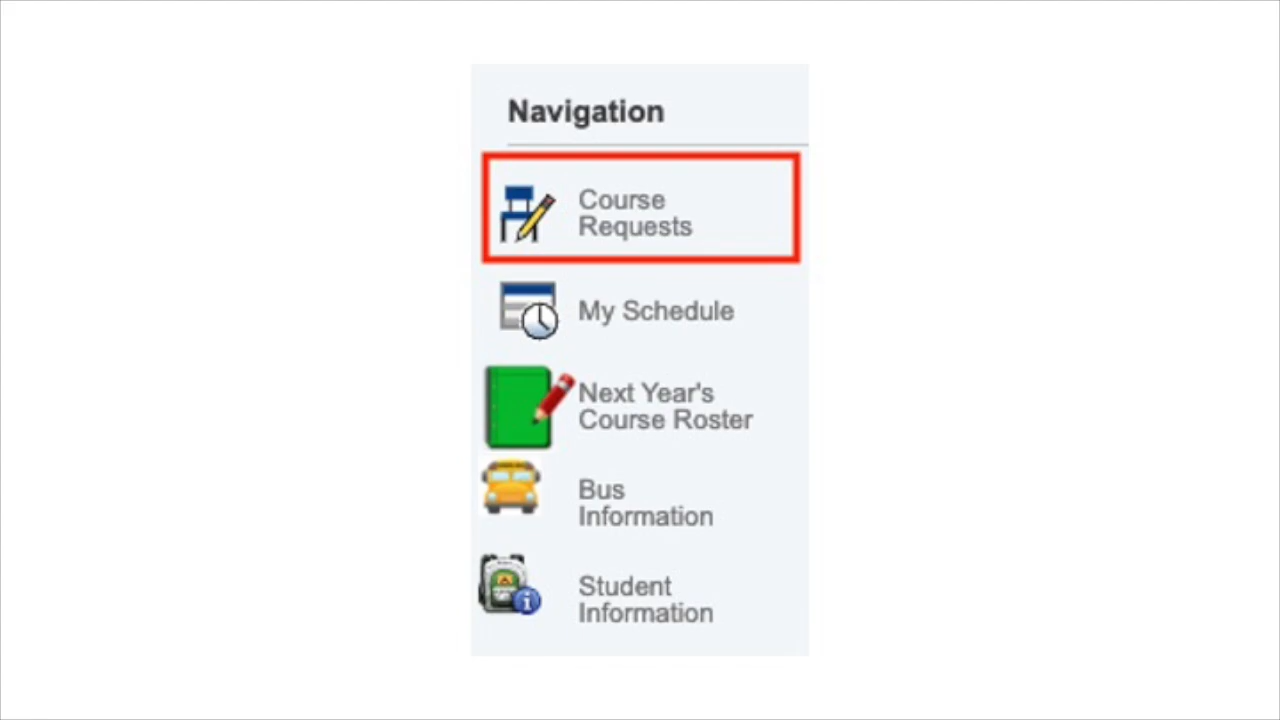 Navigation
Course
Requests
My Schedule
Next Year's
Course Roster
Bus
Information
Student
Information